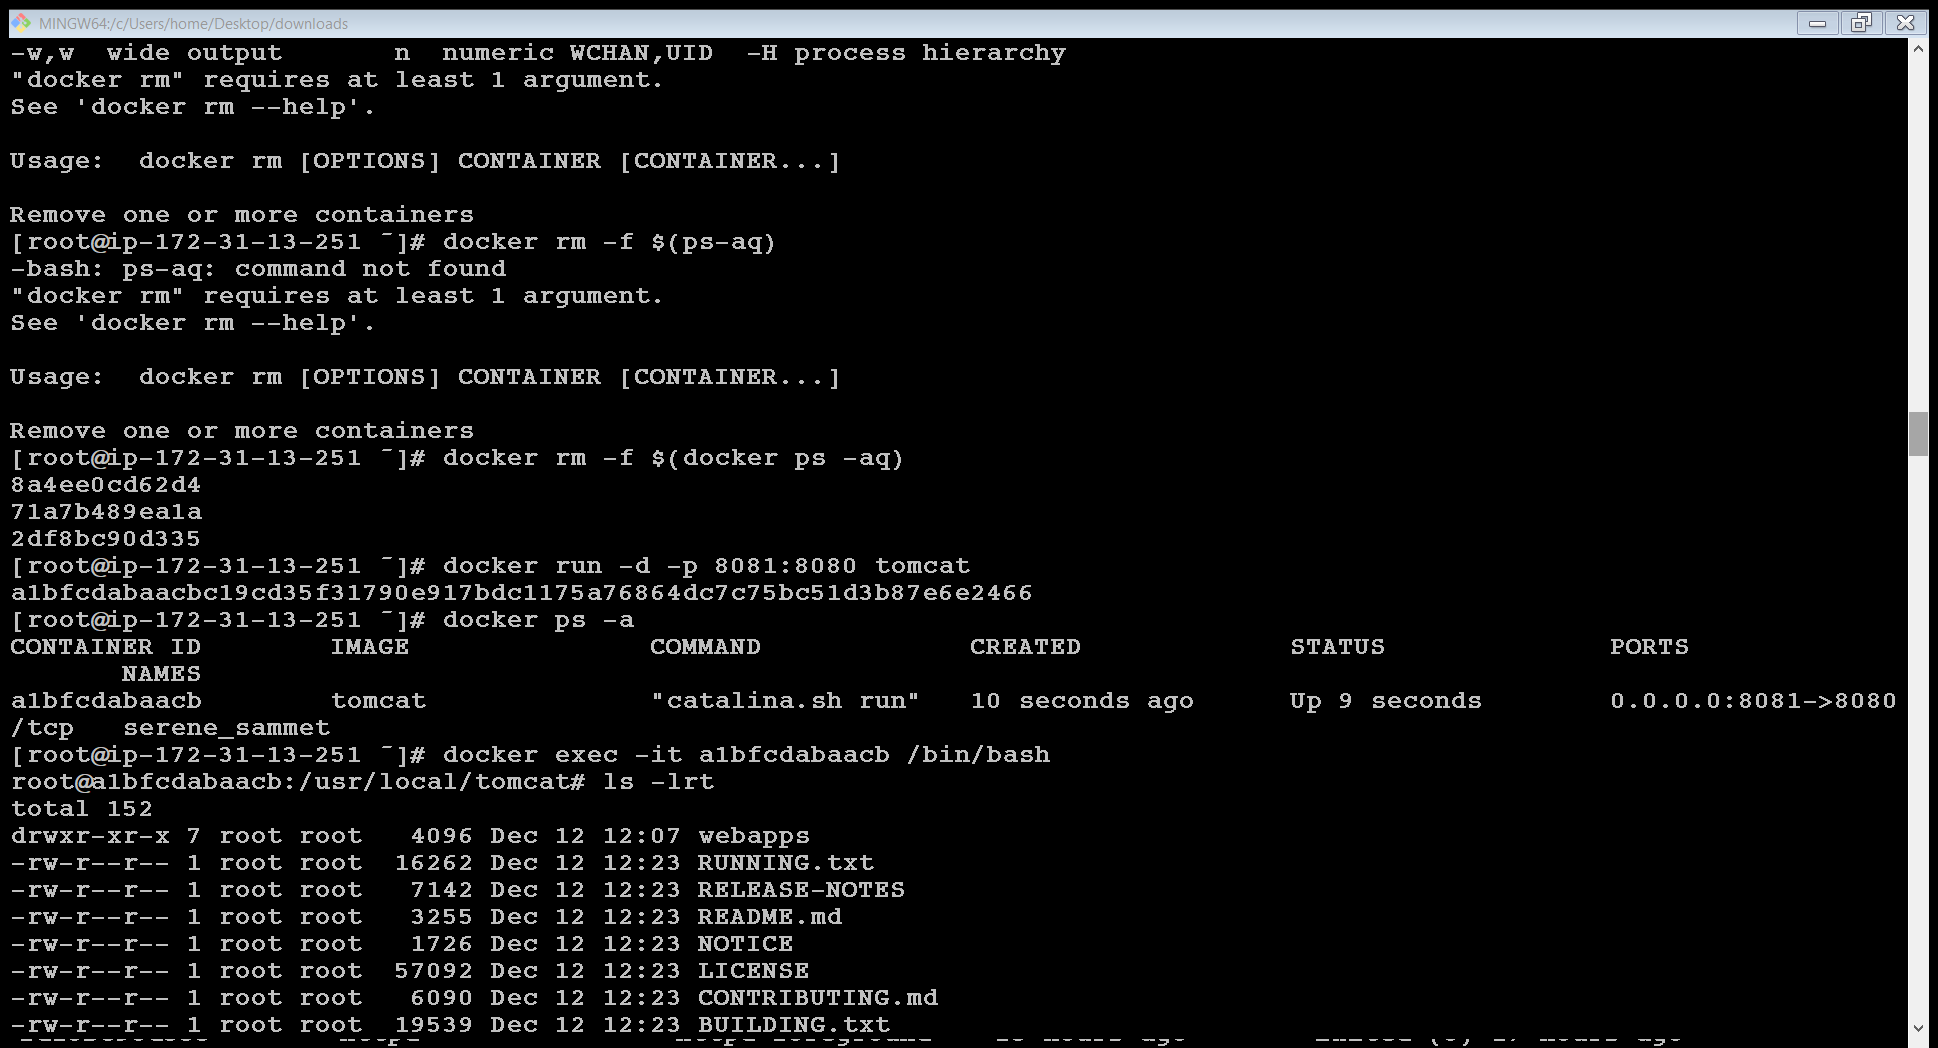 MINGW64:/c/Users/home/Desktop/downloads
-w,w  wide output       n  numeric WCHAN,UID  -H process hierarchy
"docker rm" requires at least 1 argument.
See 'docker rm --help'.
Usage:  docker rm [OPTIONS] CONTAINER [CONTAINER...]
Remove one or more containers
[root@ip-172-31-13-251 ~]# docker rm -f $(ps-aq)
-bash: ps-aq: command not found
"docker rm" requires at least 1 argument.
See 'docker rm --help'.
Usage:  docker rm [OPTIONS] CONTAINER [CONTAINER...]
Remove one or more containers
[root@ip-172-31-13-251 ~]# docker rm -f $(docker ps -aq)
8a4ee0cd62d4
71a7b489ea1a
2df8bc90d335
[root@ip-172-31-13-251 ~]# docker run -d -p 8081:8080 tomcat
a1bfcdabaacbc19cd35f31790e917bdc1175a76864dc7c75bc51d3b87e6e2466
[root@ip-172-31-13-251 ~]# docker ps -a
CONTAINER ID        IMAGE               COMMAND             CREATED             STATUS              PORTS
       NAMES
a1bfcdabaacb        tomcat              "catalina.sh run"   10 seconds ago      Up 9 seconds        0.0.0.0:8081->8080
/tcp   serene_sammet
[root@ip-172-31-13-251 ~]# docker exec -it a1bfcdabaacb /bin/bash
root@a1bfcdabaacb:/usr/local/tomcat# ls -lrt
total 152
drwxr-xr-x 7 root root   4096 Dec 12 12:07 webapps
-rw-r--r-- 1 root root  16262 Dec 12 12:23 RUNNING.txt
-rw-r--r-- 1 root root   7142 Dec 12 12:23 RELEASE-NOTES
-rw-r--r-- 1 root root   3255 Dec 12 12:23 README.md
-rw-r--r-- 1 root root   1726 Dec 12 12:23 NOTICE
-rw-r--r-- 1 root root  57092 Dec 12 12:23 LICENSE
-rw-r--r-- 1 root root   6090 Dec 12 12:23 CONTRIBUTING.md
-rw-r--r-- 1 root root  19539 Dec 12 12:23 BUILDING.txt